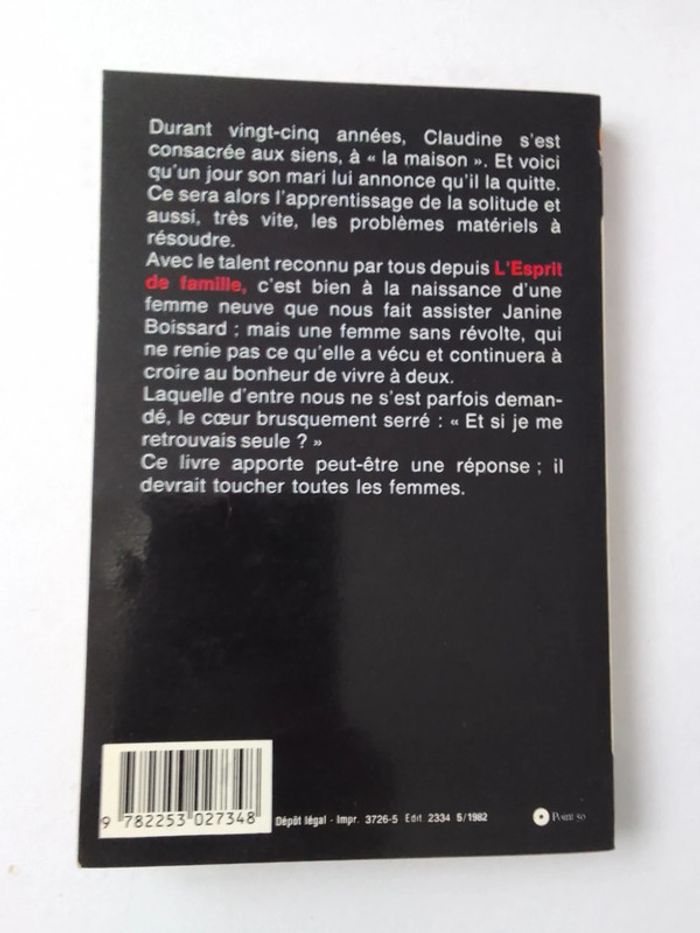 Durant vingt-cinq années, Claudine s'est
consacrée aux siens, à « la maison ». Et voici
qu'un jour son mari lui annonce qu'il la quitte.
Ce sera alors l'apprentissage de la solitude et
aussi, très vite, les problèmes matériels à
résoudre.
Avec le talent reconnu par tous depuis L'Esprit
de famille, c'est bien à la naissance d'une
femme neuve que nous fait assister Janine
Boissard ; mais une femme sans révolte, qui
ne renie pas ce qu'elle a vécu et continuera à
croire au bonheur de vivre à deux.
Laquelle d'entre nous ne s'est parfois deman-
dé, le cœur brusquement serré : « Et si je me
retrouvais seule ? »
Ce livre apporte peut-être une réponse ; il
devrait toucher toutes les femmes.
9 782253 027348
Dépôt légal - Impr. 3726-5 Edit 2334 5/1982
Point 50